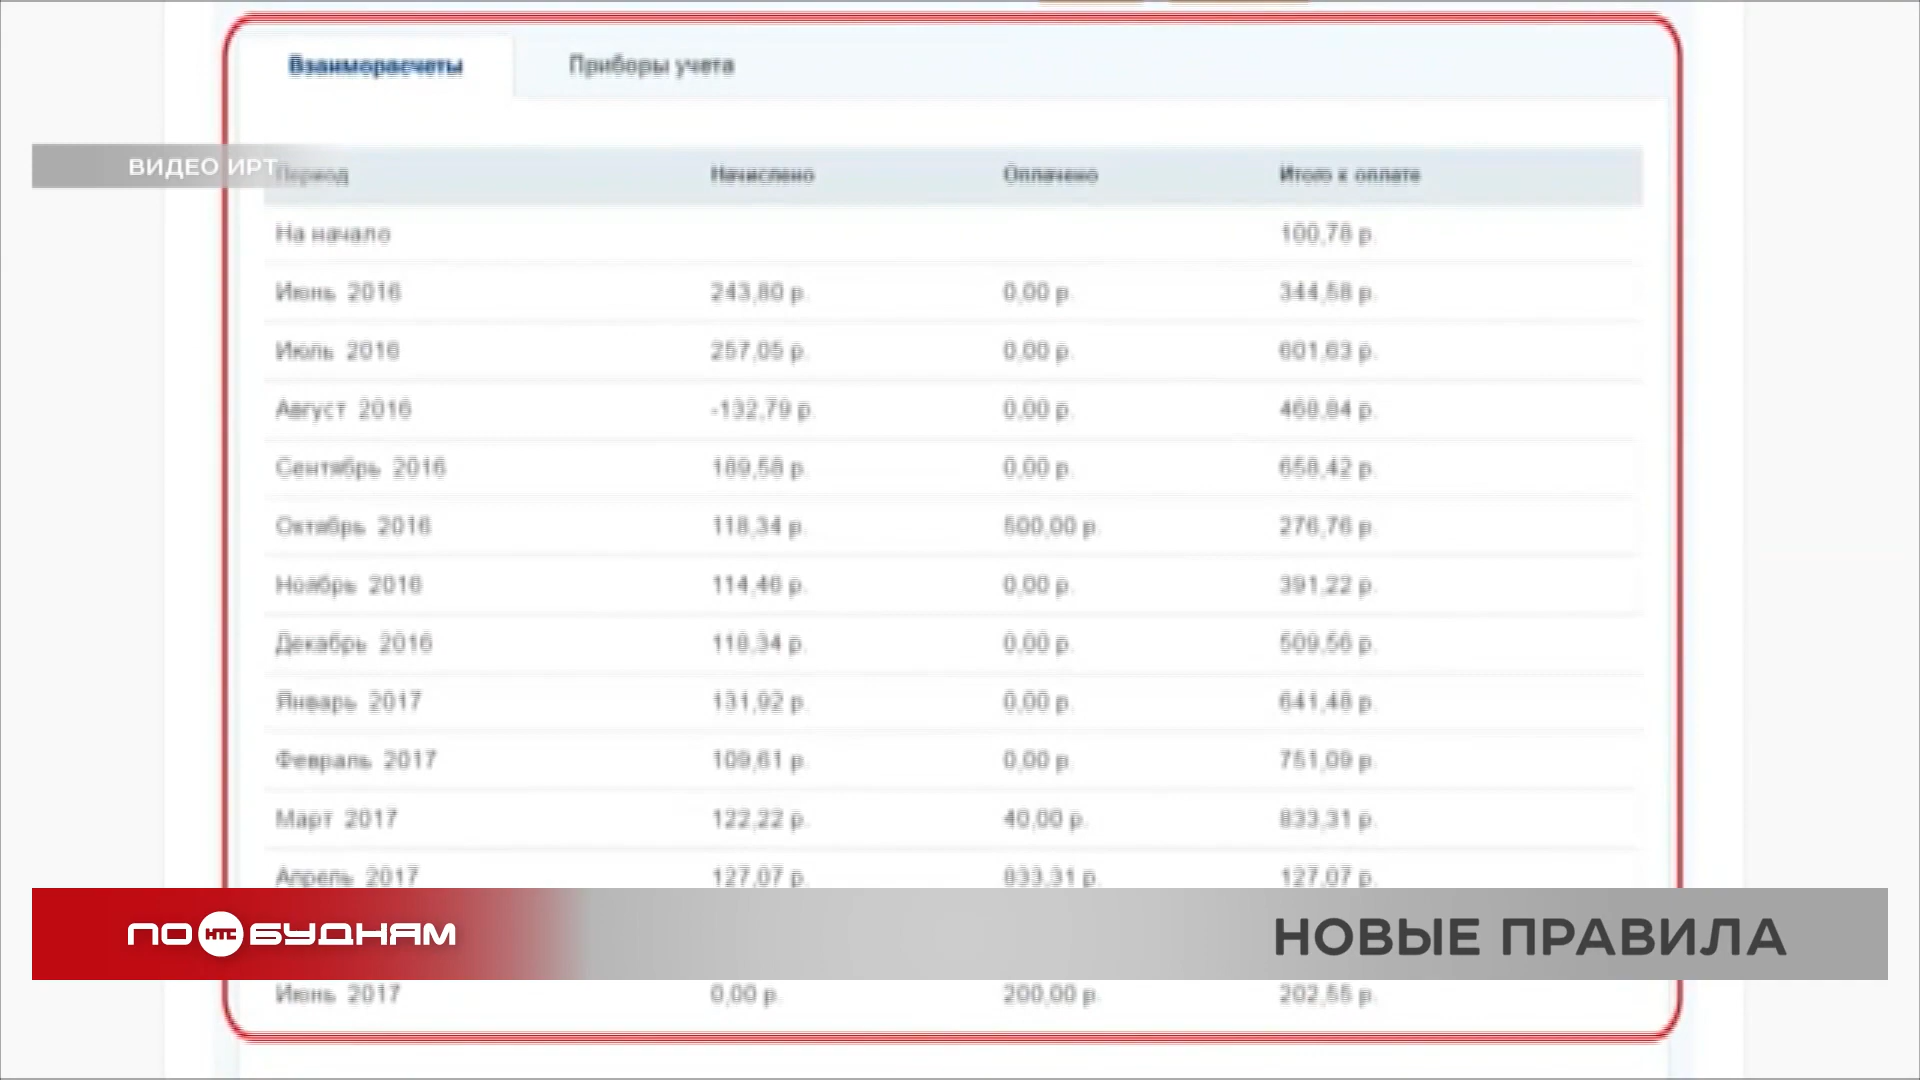 Взаиморасчеты Приборы учета
ВИДЕО ИРТ
Период Начислено Оплачено Итого к оплате
На начало 100,78 р.
Июнь 2016 243,80 р. 0,00 р. 344,58 р.
Июль 2016 257,05 р. 0,00 р. 601,63 р.
Август 2016 -132,79 р. 0,00 р. 468,84 р.
Сентябрь 2016 189,58 р. 0,00 р. 658,42 р.
Октябрь 2016 118,34 р. 500,00 р. 276,76 р.
Ноябрь 2016 114,46 р. 0,00 р. 391,22 р.
Декабрь 2016 118,34 р. 0,00 р. 509,56 р.
Январь 2017 131,92 р. 0,00 р. 641,48 р.
Февраль 2017 109,61 р. 0,00 р. 751,09 р.
Март 2017 122,22 р. 40,00 р. 833,31 р.
Апрель 2017 127,07 р. 833,31 р. 127,07 р.
ПО НТС БУДНЯМ
НОВЫЕ ПРАВИЛА
Июнь 2017 0,00 р. 200,00 р. 202,55 р.